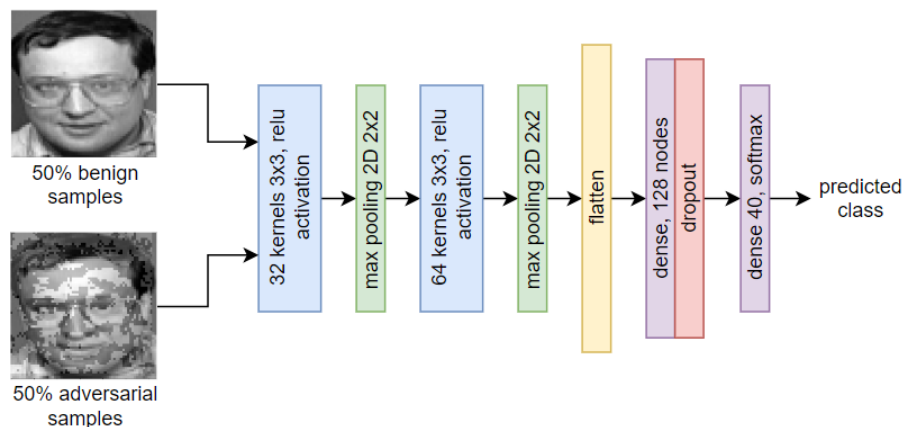 50% benign
samples
50% adversarial
samples
32 kernels 3x3, relu
activation
max pooling 2D 2x2
64 kernels 3x3, relu
activation
max pooling 2D 2x2
flatten
dense, 128 nodes
dropout
dense 40, softmax
predicted
class